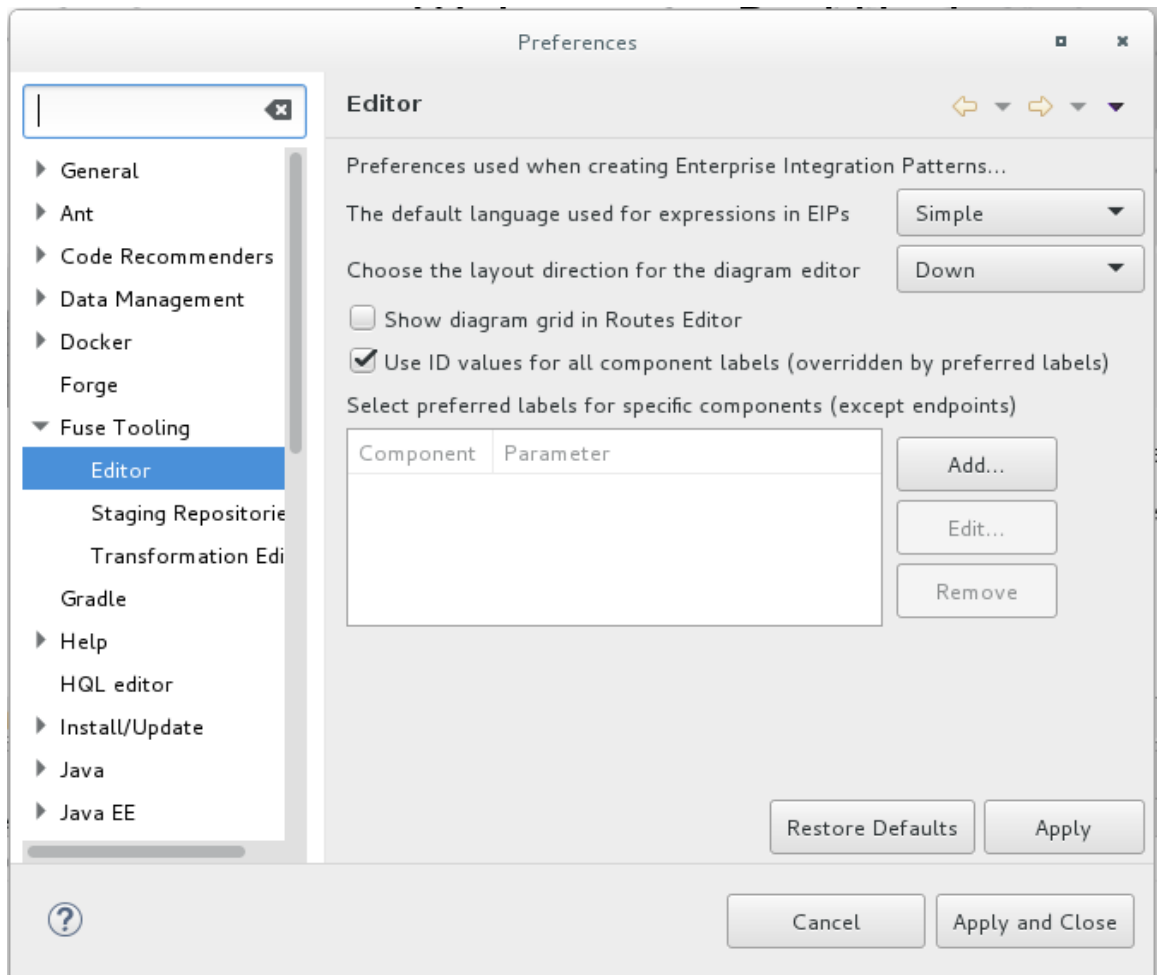 Preferences
Editor
General
Ant
Code Recommenders
Data Management
Docker
Forge
Fuse Tooling
Editor
Staging Repositorie
Transformation Edi
Gradle
Help
HQL editor
Install/Update
Java
Java EE
Preferences used when creating Enterprise Integration Patterns...
The default language used for expressions in EIPs Simple
Choose the layout direction for the diagram editor Down
Show diagram grid in Routes Editor
Use ID values for all component labels (overridden by preferred labels)
Select preferred labels for specific components (except endpoints)
Component Parameter
Add...
Edit...
Remove
Restore Defaults Apply
Cancel Apply and Close